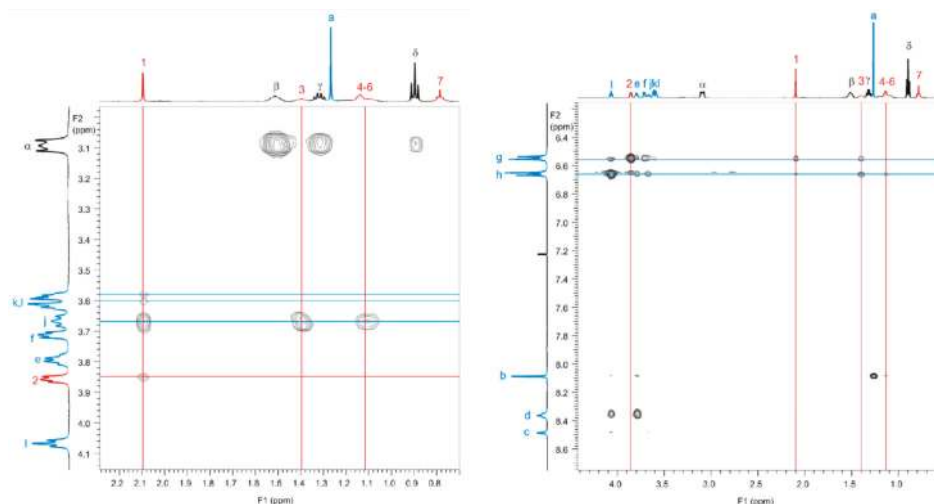 a
δ
1 β 3 γ 4-6 7
F2
(ppm)
α
3.1
3.2
3.3
3.4
3.5
3.6
k,l
j
3.7
f
e
3.8
2
3.9
4.0
i
4.1
2.2 2.1 2.0 1.9 1.8 1.7 1.6 1.5 1.4 1.3 1.2 1.1 1.0 0.9 0.8
F1 (ppm)
a
δ
i 2 e f jkl α 1 β 3 γ 4-6 7
F2
(ppm)
6.4
g
6.6
h
6.8
7.0
7.2
7.4
7.6
7.8
8.0
b
8.2
d
8.4
c
8.6
4.0 3.5 3.0 2.5 2.0 1.5 1.0
F1 (ppm)